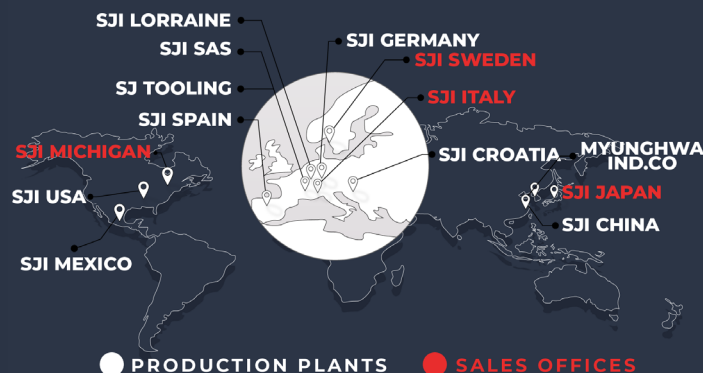 SJI LORRAINE
SJI SAS
SJ TOOLING
SJI SPAIN
SJI GERMANY
SJI SWEDEN
SJI ITALY
SJI CROATIA
MYUNGHWA
IND.CO
SJI JAPAN
SJI CHINA
SJI MICHIGAN
SJI USA
SJI MEXICO
PRODUCTION PLANTS
SALES OFFICES